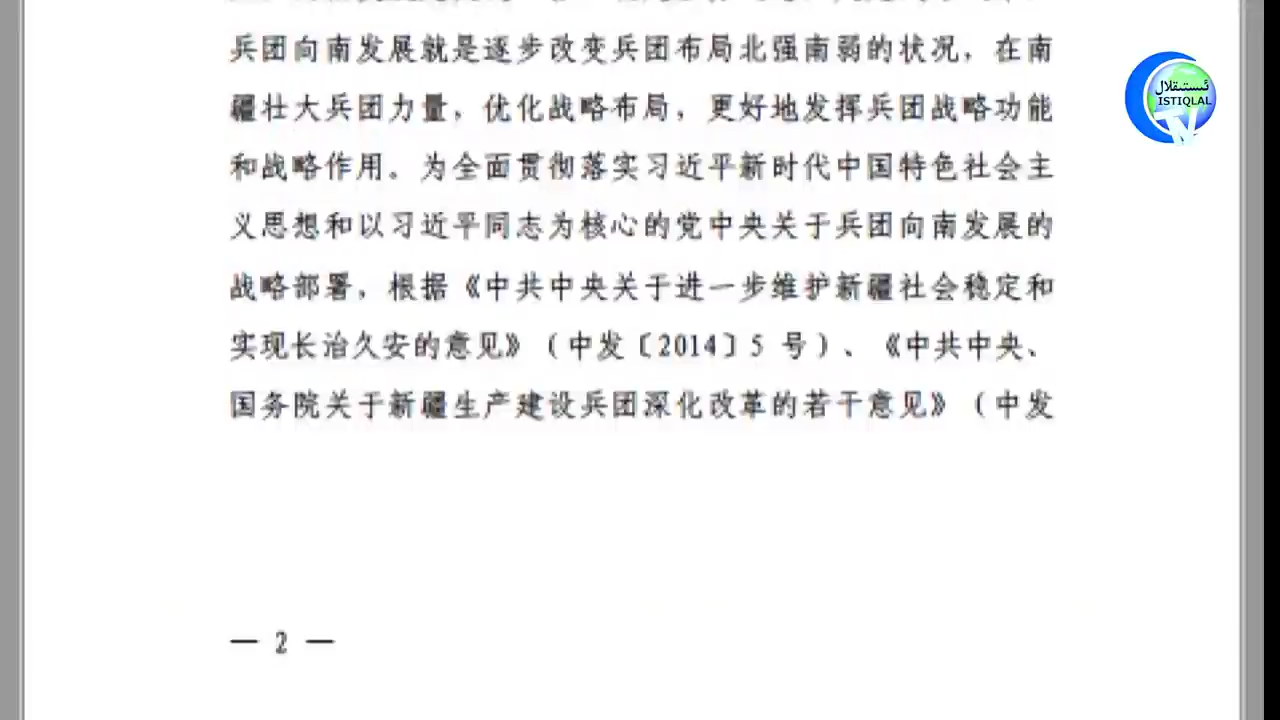 兵团向南发展就是逐步改变兵团布局北强南弱的状况，在南
疆壮大兵团力量，优化战略布局，更好地发挥兵团战略功能
和战略作用。为全面贯彻落实习近平新时代中国特色社会主
义思想和以习近平同志为核心的党中央关于兵团向南发展的
战略部署，根据《中共中央关于进一步维护新疆社会稳定和
实现长治久安的意见》（中发〔2014〕5 号）、《中共中央、
国务院关于新疆生产建设兵团深化改革的若干意见》（中发
— 2 —
ئىستىقلال
ISTIQLAL
TV